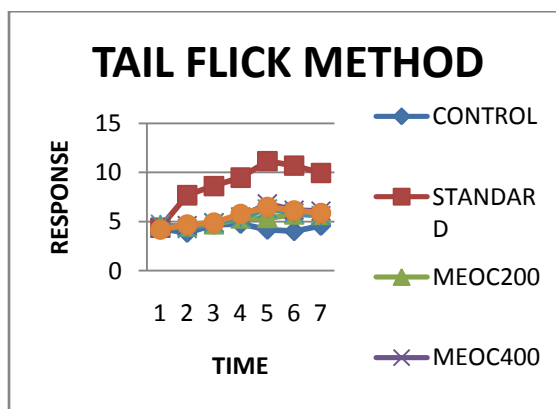 TAIL FLICK METHOD
15
10
5
0
RESPONSE
1 2 3 4 5 6 7
TIME
CONTROL
STANDAR
D
MEOC200
MEOC400